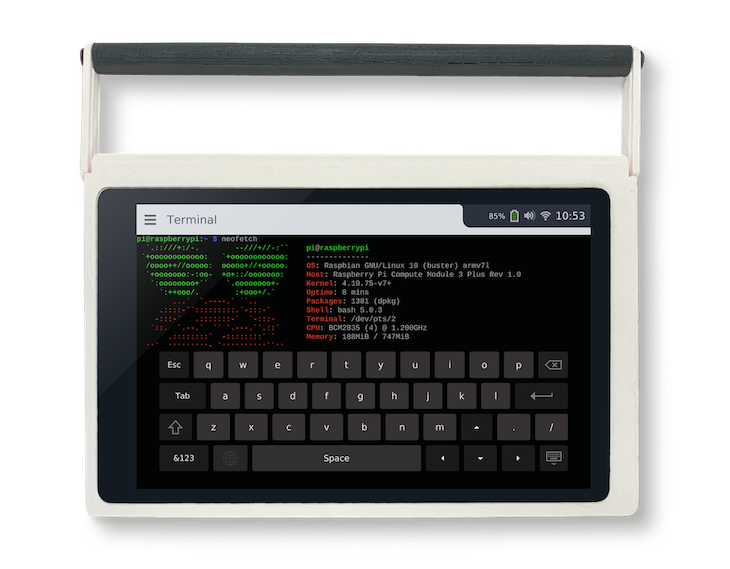 Terminal
85% 10:53
pi@raspberrypi:~ $ neofetch
pi@raspberrypi
--------------
OS: Raspbian GNU/Linux 10 (buster) armv7l
Host: Raspberry Pi Compute Module 3 Plus Rev 1.0
Kernel: 4.19.75-v7+
Uptime: 8 mins
Packages: 1381 (dpkg)
Shell: bash 5.0.3
Terminal: /dev/pts/2
CPU: BCM2835 (4) @ 1.200GHz
Memory: 188MiB / 747MiB
Esc q w e r t y u i o p
Tab a s d f g h j k l
z x c v b n m . /
&123 Space